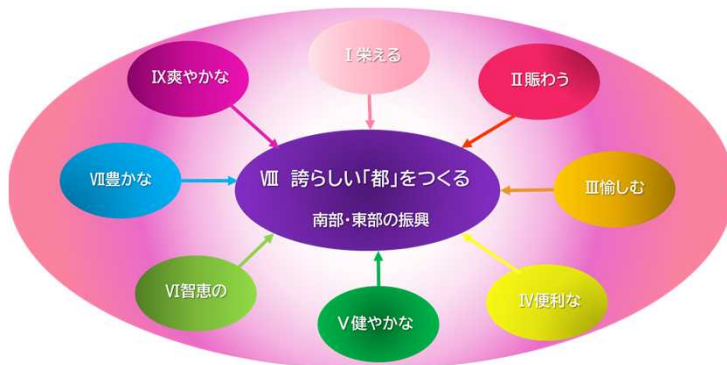 Ⅰ栄える
Ⅱ賑わう
Ⅲ愉しむ
Ⅳ便利な
Ⅴ健やかな
Ⅵ智恵の
Ⅶ豊かな
Ⅸ爽やかな
Ⅷ 誇らしい「都」をつくる
南部・東部の振興